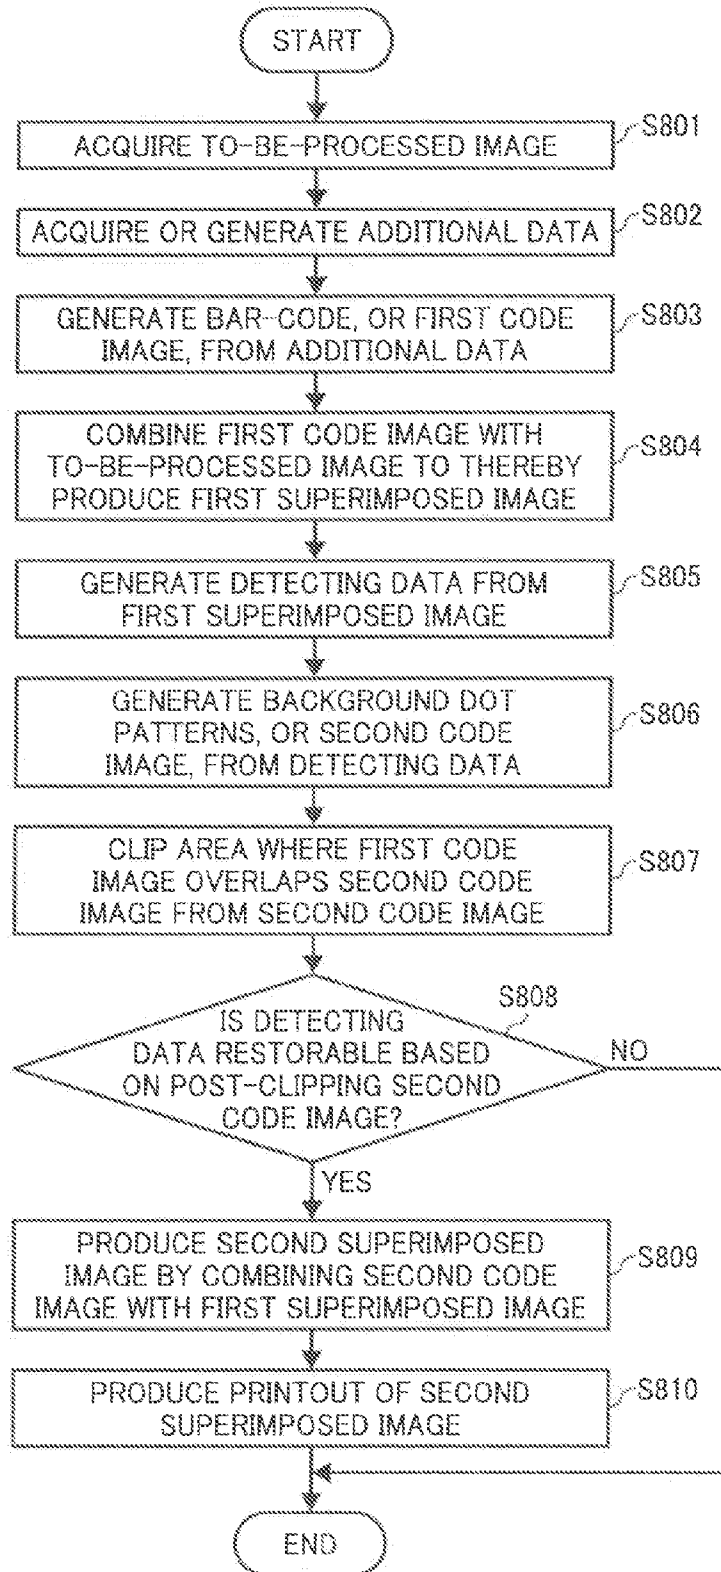 START
ACQUIRE TO-BE-PROCESSED IMAGE
S801
ACQUIRE OR GENERATE ADDITIONAL DATA
S802
GENERATE BAR-CODE, OR FIRST CODE
IMAGE, FROM ADDITIONAL DATA
S803
COMBINE FIRST CODE IMAGE WITH
TO-BE-PROCESSED IMAGE TO THEREBY
PRODUCE FIRST SUPERIMPOSED IMAGE
S804
GENERATE DETECTING DATA FROM
FIRST SUPERIMPOSED IMAGE
S805
GENERATE BACKGROUND DOT
PATTERNS, OR SECOND CODE
IMAGE, FROM DETECTING DATA
S806
CLIP AREA WHERE FIRST CODE
IMAGE OVERLAPS SECOND CODE
IMAGE FROM SECOND CODE IMAGE
S807
S808
IS DETECTING
DATA RESTORABLE BASED
ON POST-CLIPPING SECOND
CODE IMAGE?
NO
YES
PRODUCE SECOND SUPERIMPOSED
IMAGE BY COMBINING SECOND CODE
IMAGE WITH FIRST SUPERIMPOSED IMAGE
S809
PRODUCE PRINTOUT OF SECOND
SUPERIMPOSED IMAGE
S810
END